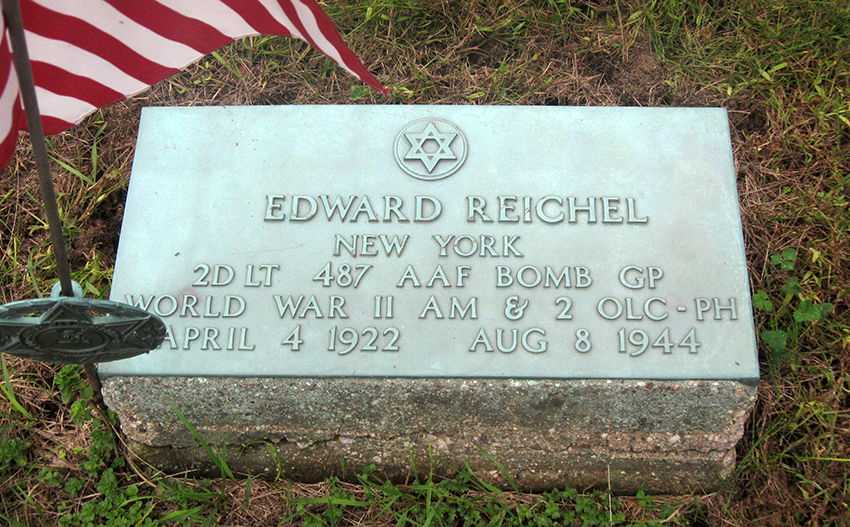 EDWARD REICHEL
NEW YORK
2D LT 487 AAF BOMB GP
WORLD WAR II AM & 2 OLC-PH
APRIL 4 1922 AUG 8 1944